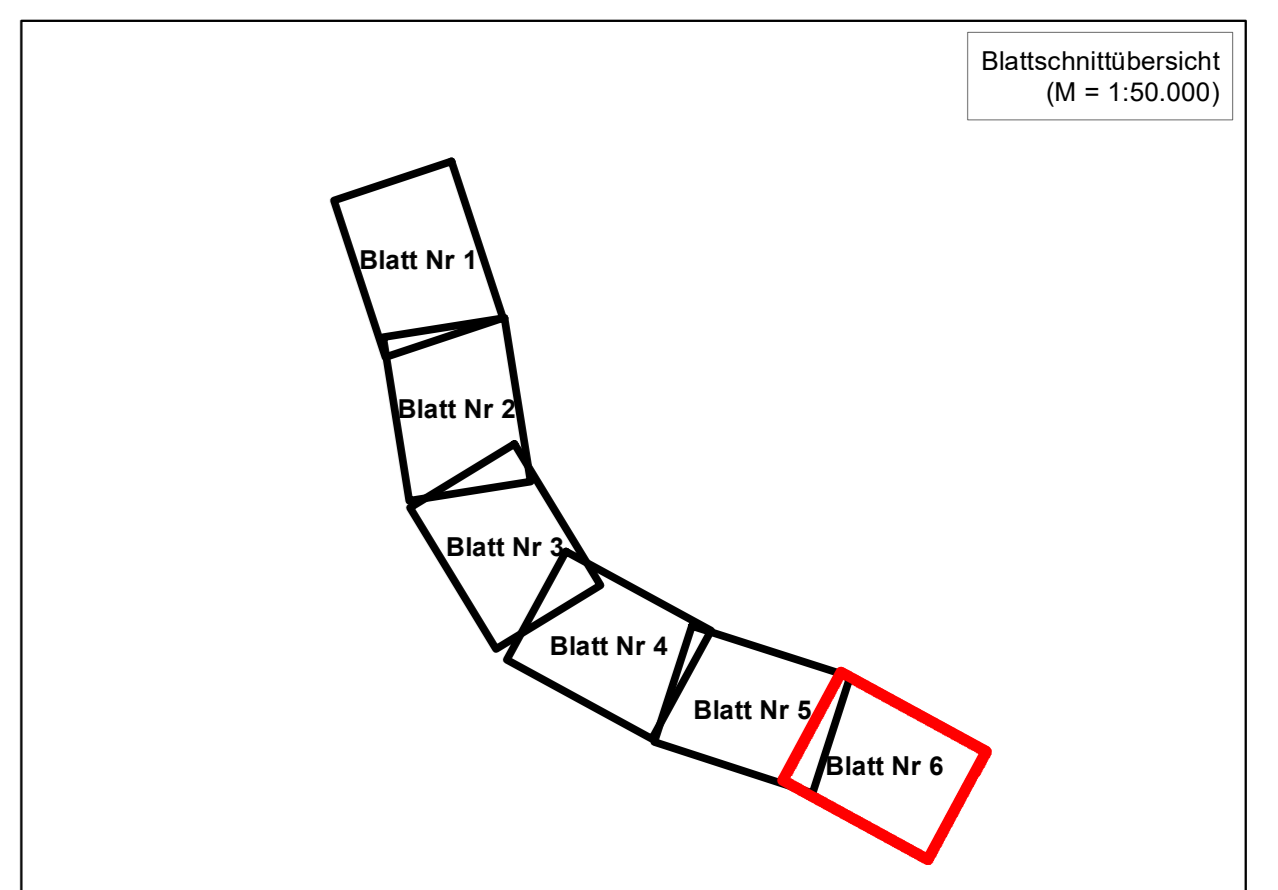 Blattschnittübersicht
(M = 1:50.000)
Blatt Nr 1
Blatt Nr 2
Blatt Nr 3
Blatt Nr 4
Blatt Nr 5
Blatt Nr 6